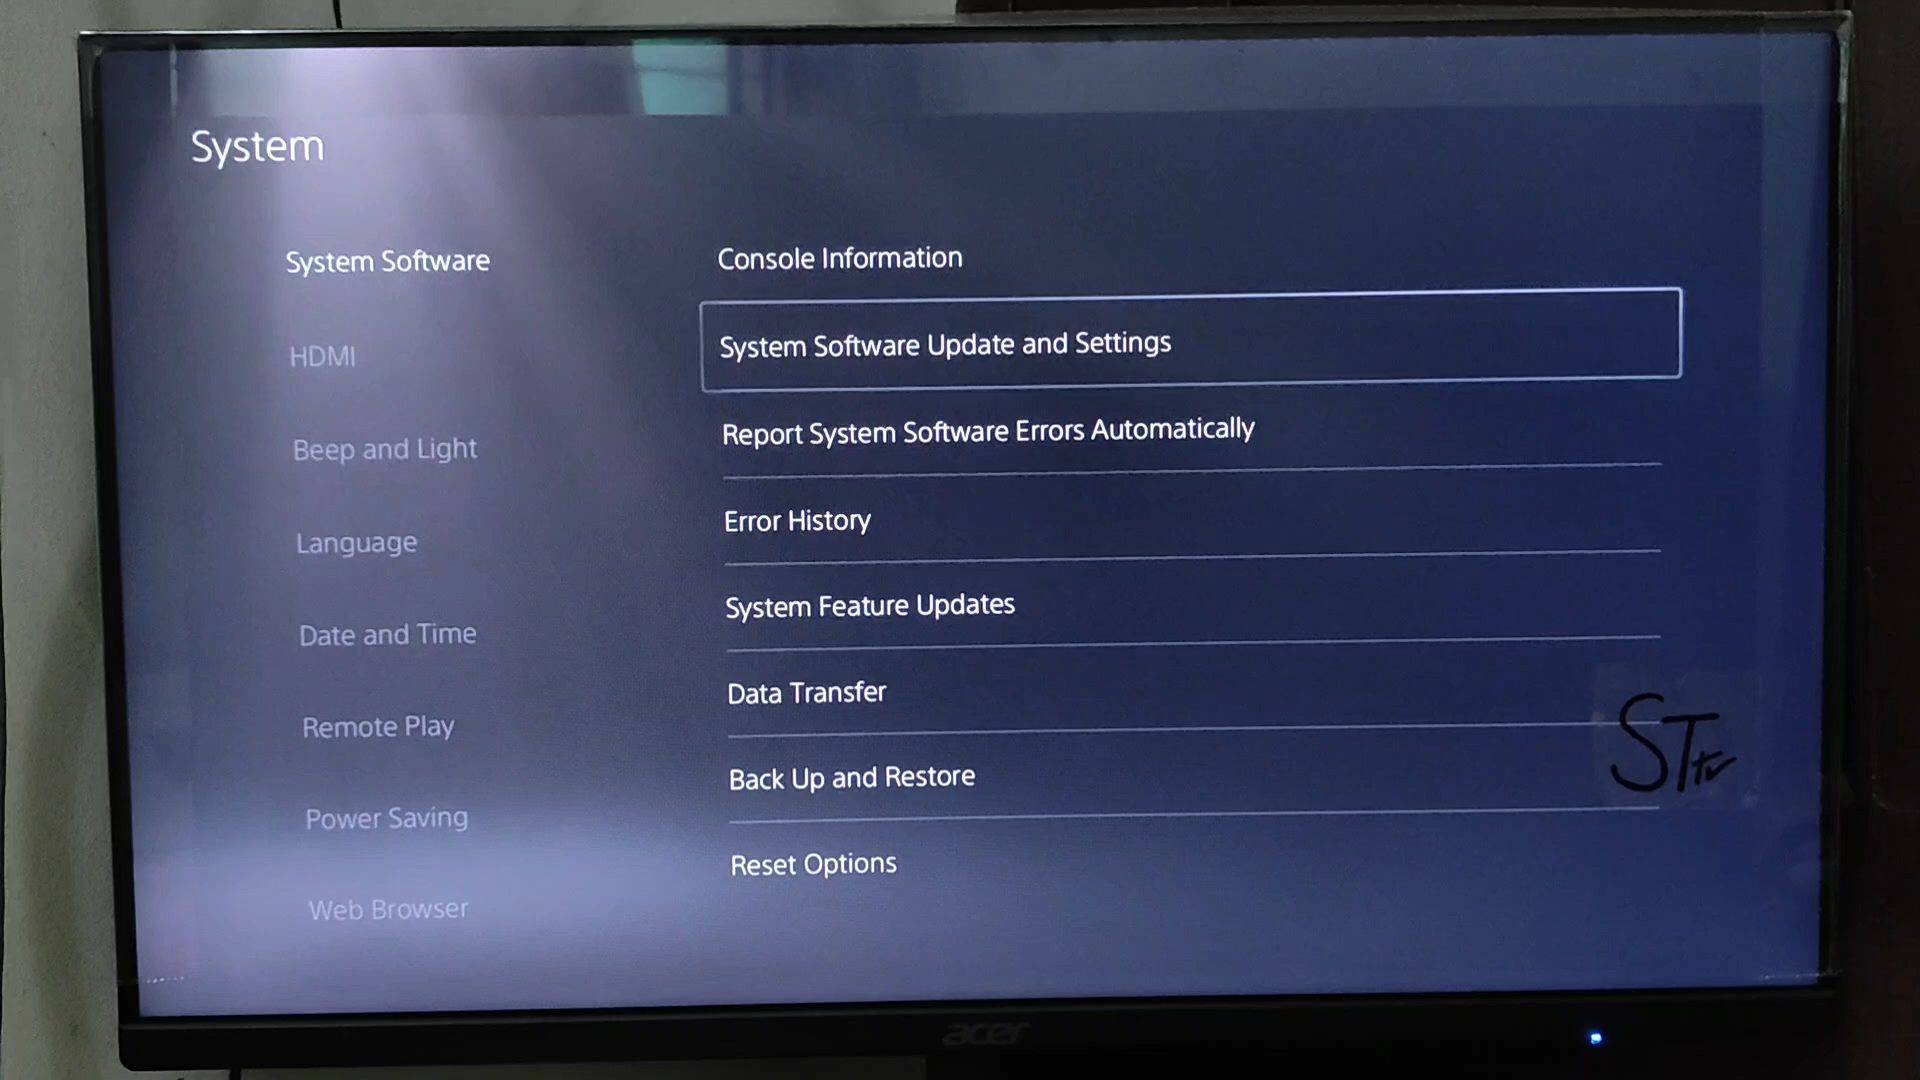 System
System Software
HDMI
Beep and Light
Language
Date and Time
Remote Play
Power Saving
Web Browser
Console Information
System Software Update and Settings
Report System Software Errors Automatically
Error History
System Feature Updates
Data Transfer
Back Up and Restore
Reset Options
STtv
acer